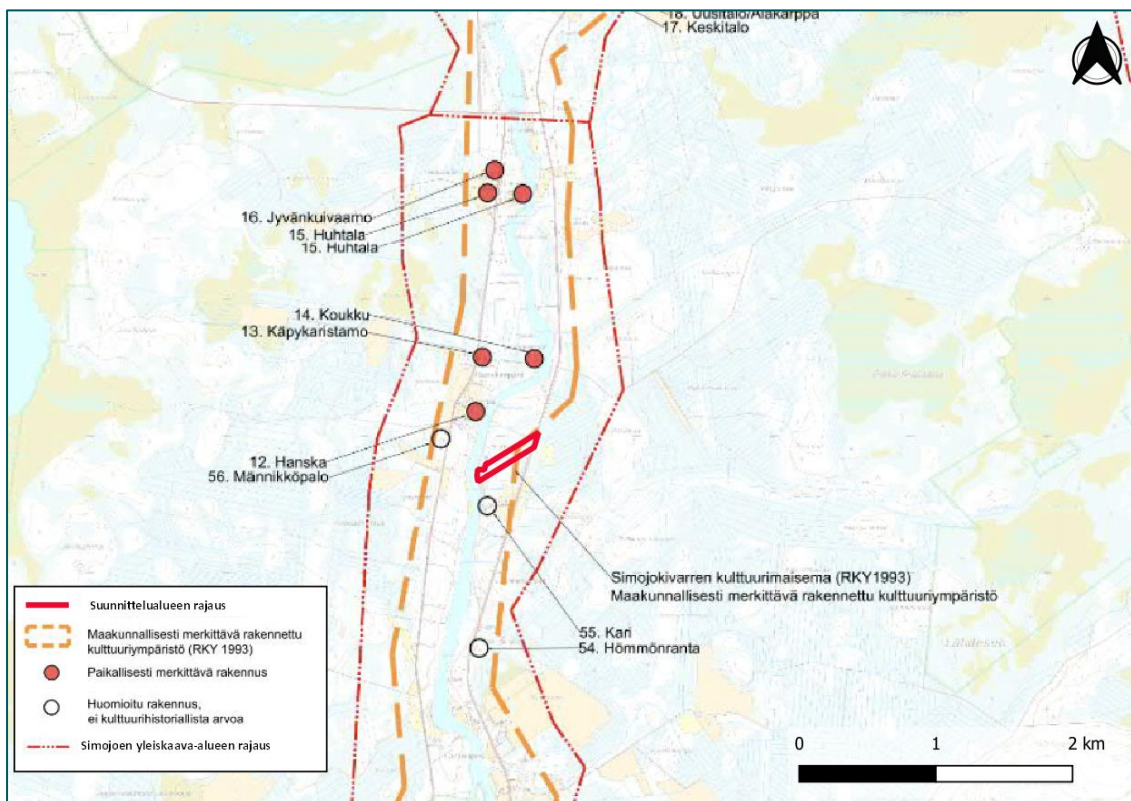 18. Uusitalo/Alakarppa
17. Keskitalo
16. Jyvänkuivaamo
15. Huhtala
15. Huhtala
14. Koukku
13. Käpykaristamo
12. Hanska
56. Männikköpalo
Simojokivarren kulttuurimaisema (RKY1993)
Maakunnallisesti merkittävä rakennettu kulttuuriympäristö
55. Kari
54. Hömmönranta
Suunnittelualueen rajaus
Maakunnallisesti merkittävä rakennettu
kulttuuriympäristö (RKY 1993)
Paikallisesti merkittävä rakennus
Huomioitu rakennus,
ei kulttuurihistoriallista arvoa
Simojoen yleiskaava-alueen rajaus
0 1 2 km